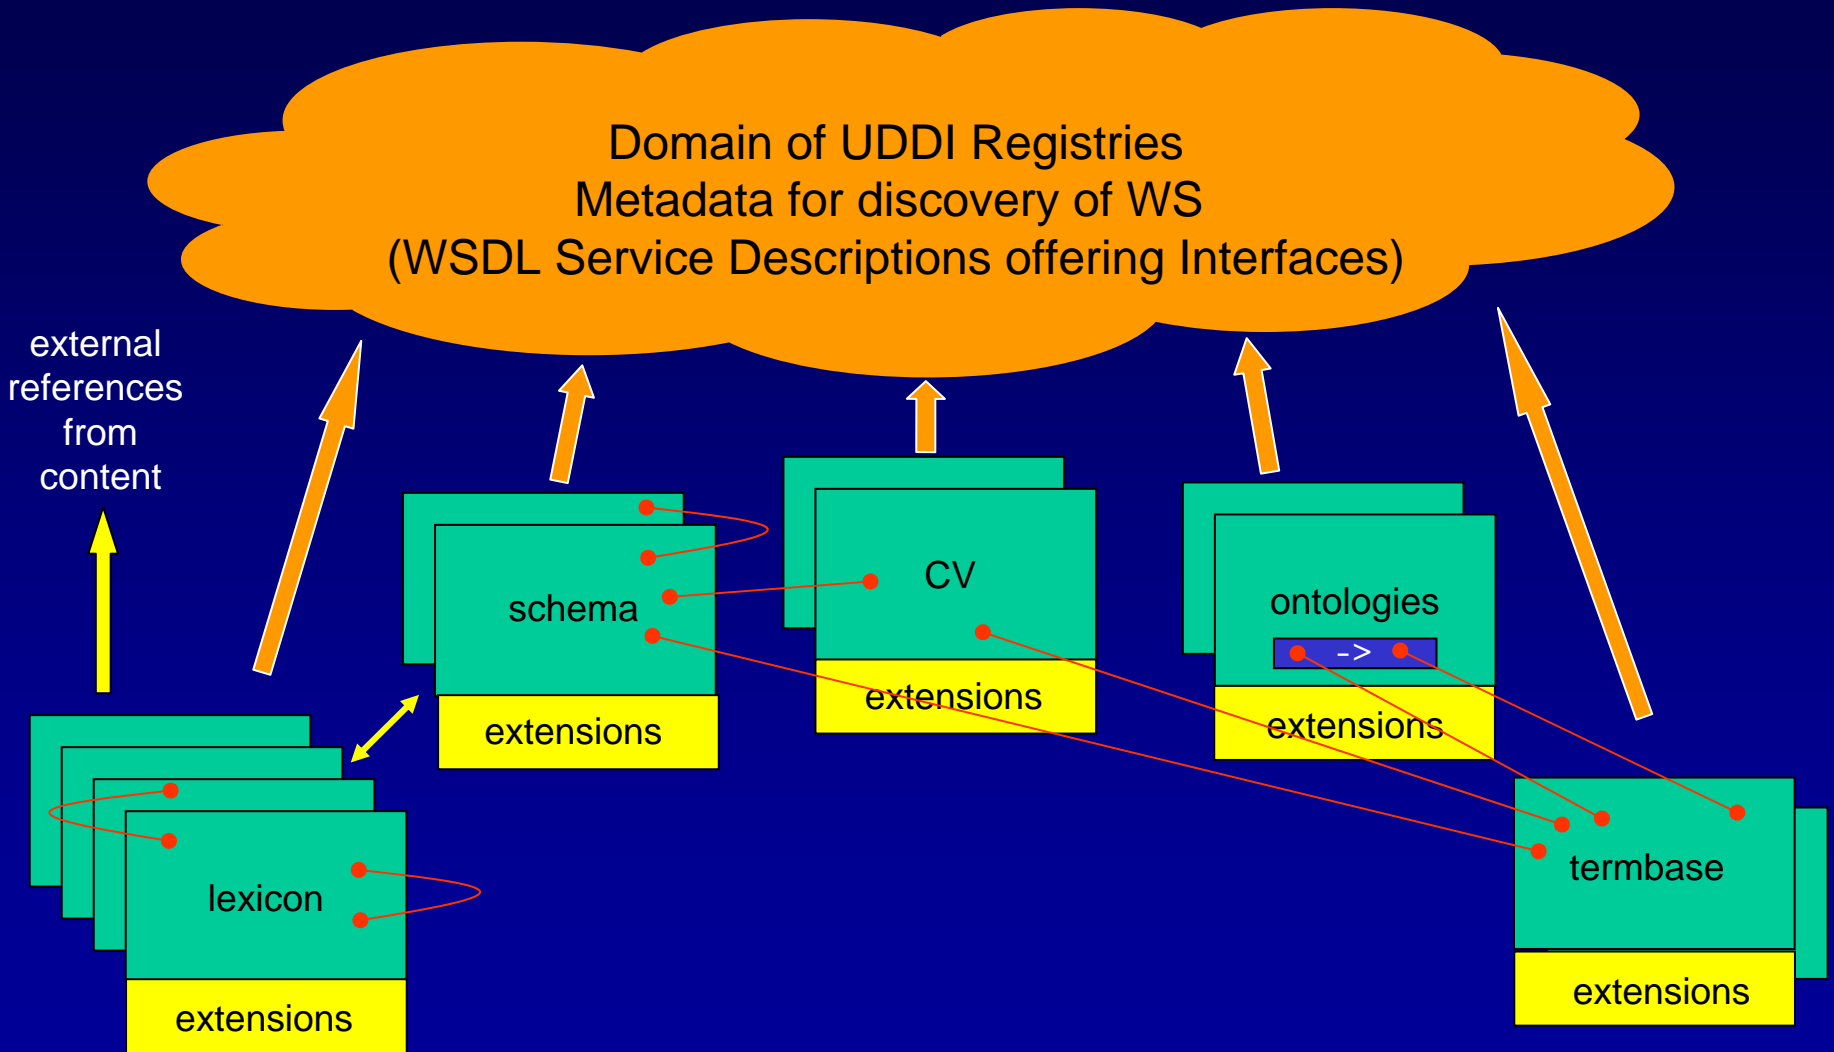 Domain of UDDI Registries
Metadata for discovery of WS
(WSDL Service Descriptions offering Interfaces)
external
references
from
content
schema
extensions
CV
extensions
ontologies
->
extensions
lexicon
extensions
termbase
extensions